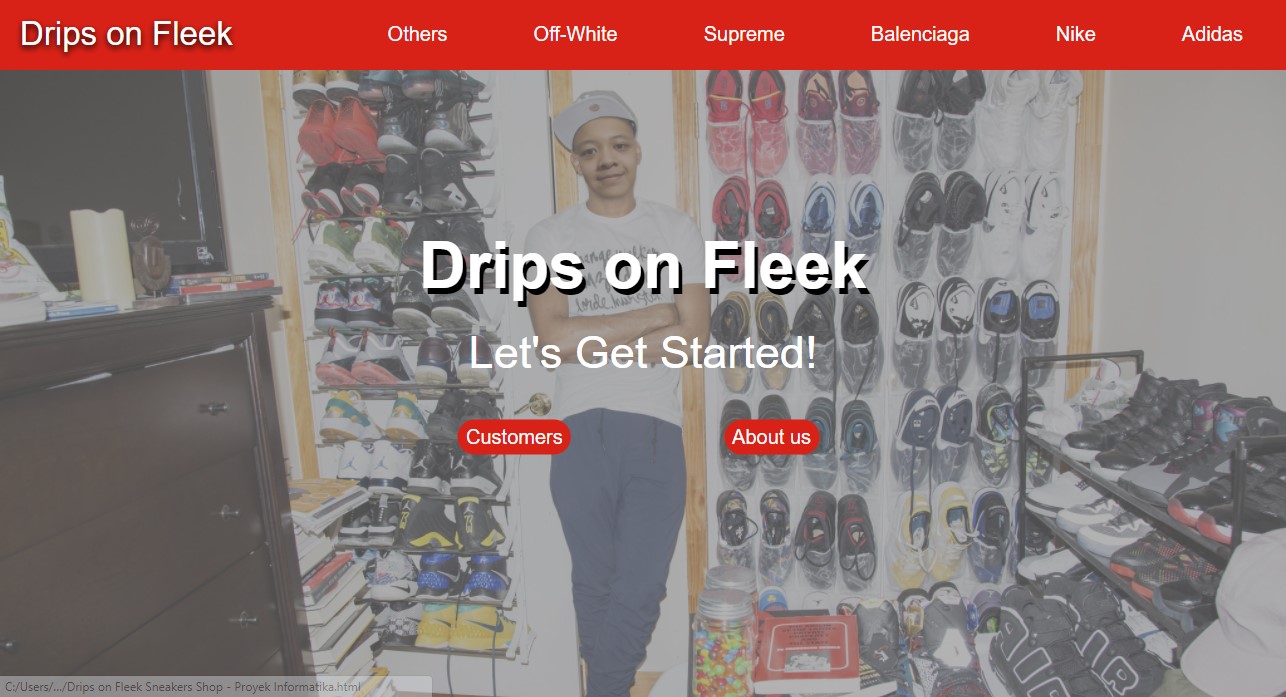 Drips on Fleek
Others Off-White Supreme Balenciaga Nike Adidas
Drips on Fleek
Let's Get Started!
Customers About us
AIR
C:/Users/.../Drips on Fleek Sneakers Shop - Proyek Informatika.html